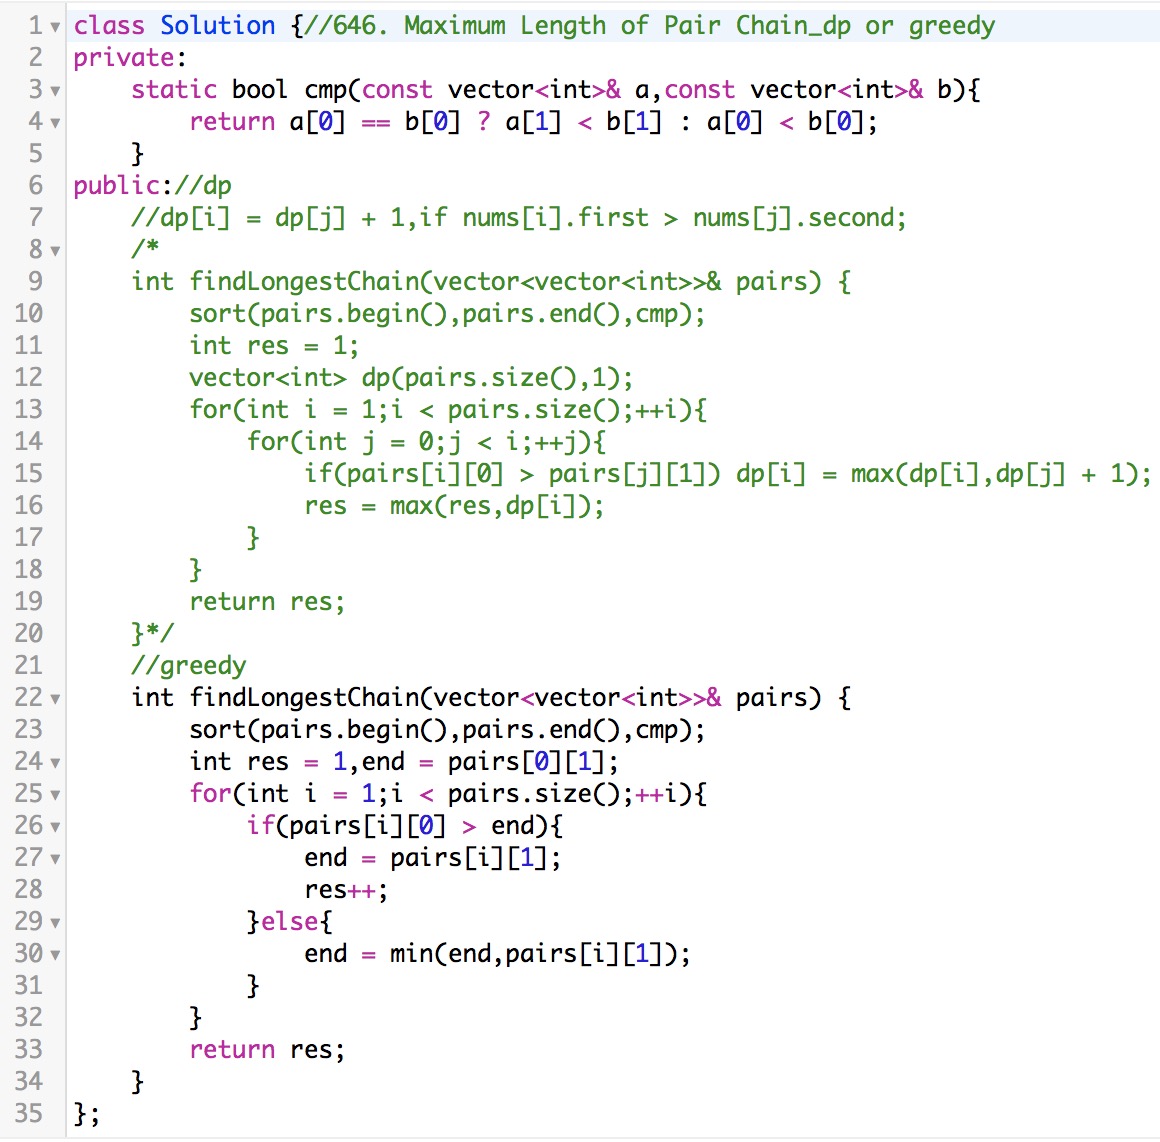 1 class Solution {//646. Maximum Length of Pair Chain_dp or greedy
2 private:
3     static bool cmp(const vector<int>& a,const vector<int>& b){
4         return a[0] == b[0] ? a[1] < b[1] : a[0] < b[0];
5     }
6 public://dp
7     //dp[i] = dp[j] + 1,if nums[i].first > nums[j].second;
8     /*
9     int findLongestChain(vector<vector<int>>& pairs) {
10         sort(pairs.begin(),pairs.end(),cmp);
11         int res = 1;
12         vector<int> dp(pairs.size(),1);
13         for(int i = 1;i < pairs.size();++i){
14             for(int j = 0;j < i;++j){
15                 if(pairs[i][0] > pairs[j][1]) dp[i] = max(dp[i],dp[j] + 1);
16                 res = max(res,dp[i]);
17             }
18         }
19         return res;
20     }*/
21     //greedy
22     int findLongestChain(vector<vector<int>>& pairs) {
23         sort(pairs.begin(),pairs.end(),cmp);
24         int res = 1,end = pairs[0][1];
25         for(int i = 1;i < pairs.size();++i){
26             if(pairs[i][0] > end){
27                 end = pairs[i][1];
28                 res++;
29             }else{
30                 end = min(end,pairs[i][1]);
31             }
32         }
33         return res;
34     }
35 };